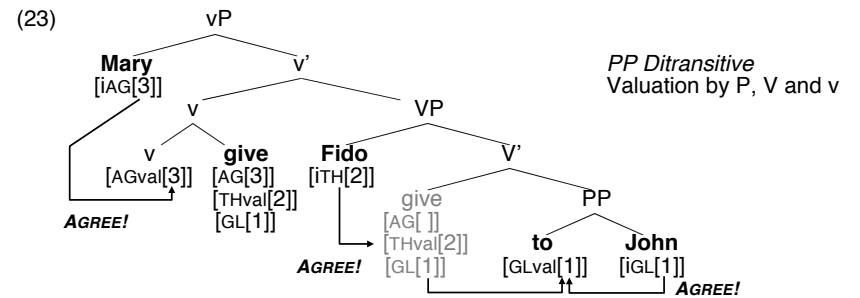 (23) vP
Mary v' PP Ditransitive
[iAG[3]] Valuation by P, V and v
v VP
v give Fido V'
[AGval[3]] [AG[3]] [iTH[2]]
[THval[2]] give PP
[GL[1]] [AG[ ]]
AGREE! [THval[2]] to John
AGREE! [GL[1]] [GLval[1]] [iGL[1]]
AGREE!